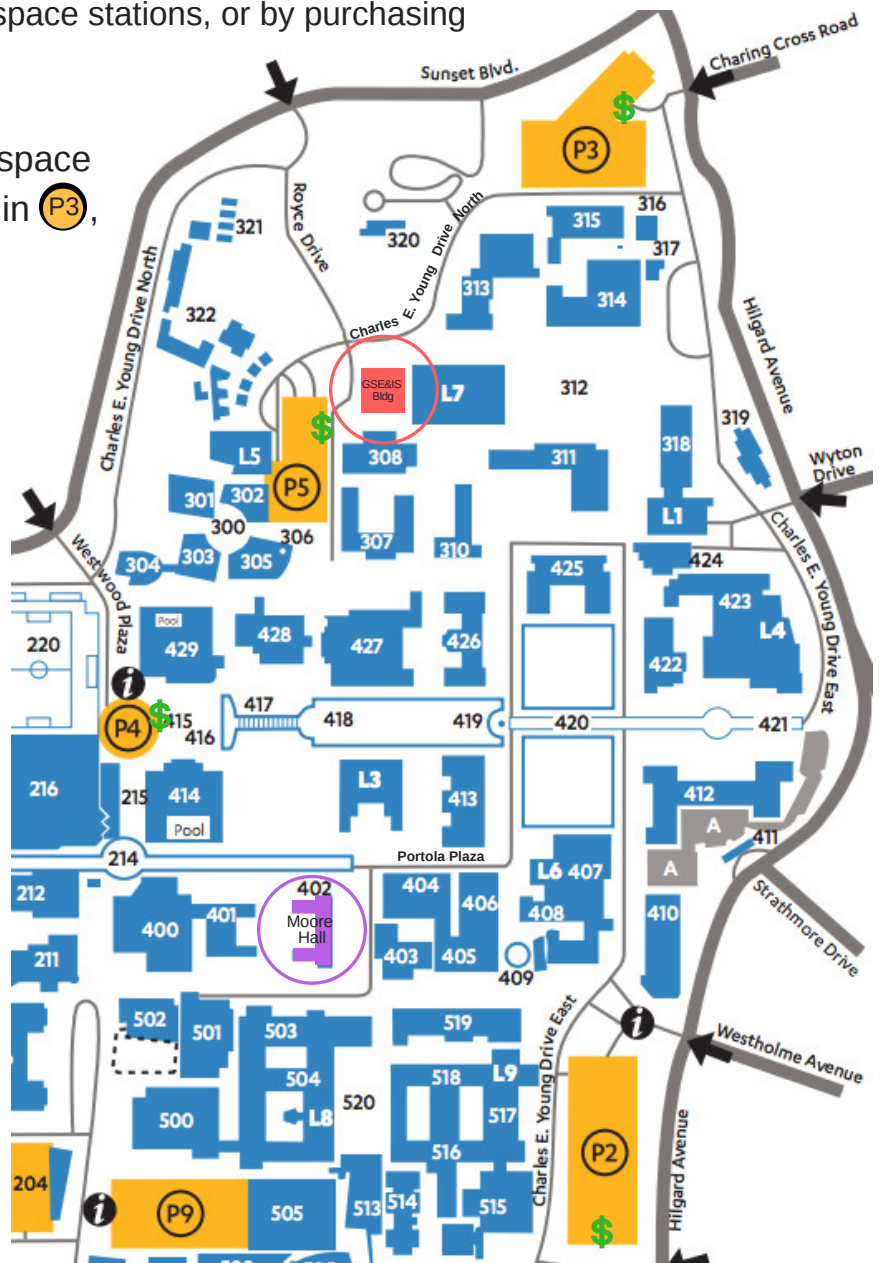 space stations, or by purchasing
space
in P3,
Sunset Blvd.
Charing Cross Road
$
P3
Royce Drive
321
320
Charles E. Young Drive North
315
316
317
313
314
Charles E. Young Drive North
322
Hilgard Avenue
GSE&IS
Bldg
L7
312
$
319
318
L5
308
311
Wyton
Drive
P5
301
302
L1
300
306
307
310
Charles E. Young Drive East
Westwood Plaza
304
303
305
425
424
423
Pool
220
429
428
427
426
L4
422
i
$
P4
415
416
417
418
419
420
421
216
215
414
L3
413
412
A
Pool
411
214
Portola Plaza
A
L6
407
Strathmore Drive
212
402
404
406
Moore
Hall
400
401
408
410
211
403
405
409
502
501
503
519
Charles E. Young Drive East
i
Westholme Avenue
504
518
L9
520
500
L8
517
516
P2
Hilgard Avenue
204
i
P9
505
513
514
515
$